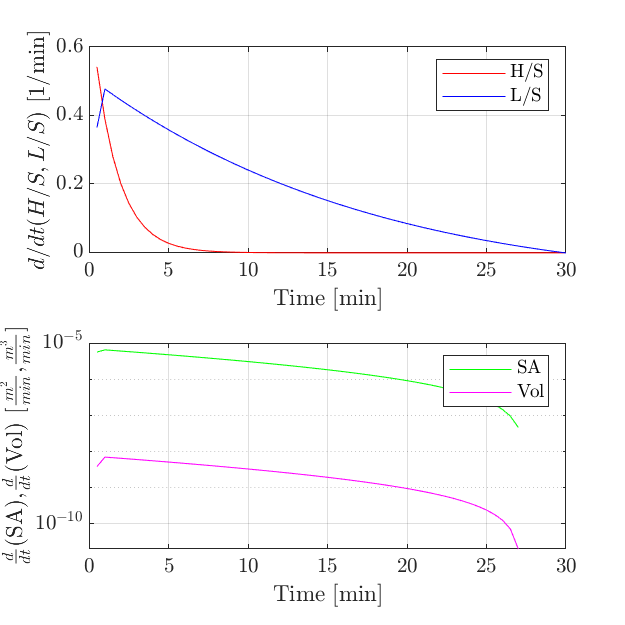 d/dt(H/S, L/S) [1/min]
0.6
0.4
0.2
0
0 5 10 15 20 25 30
Time [min]
H/S
L/S
d/dt(SA), d/dt(Vol) [m^2/min, m^3/min]
10^-5
10^-10
0 5 10 15 20 25 30
Time [min]
SA
Vol